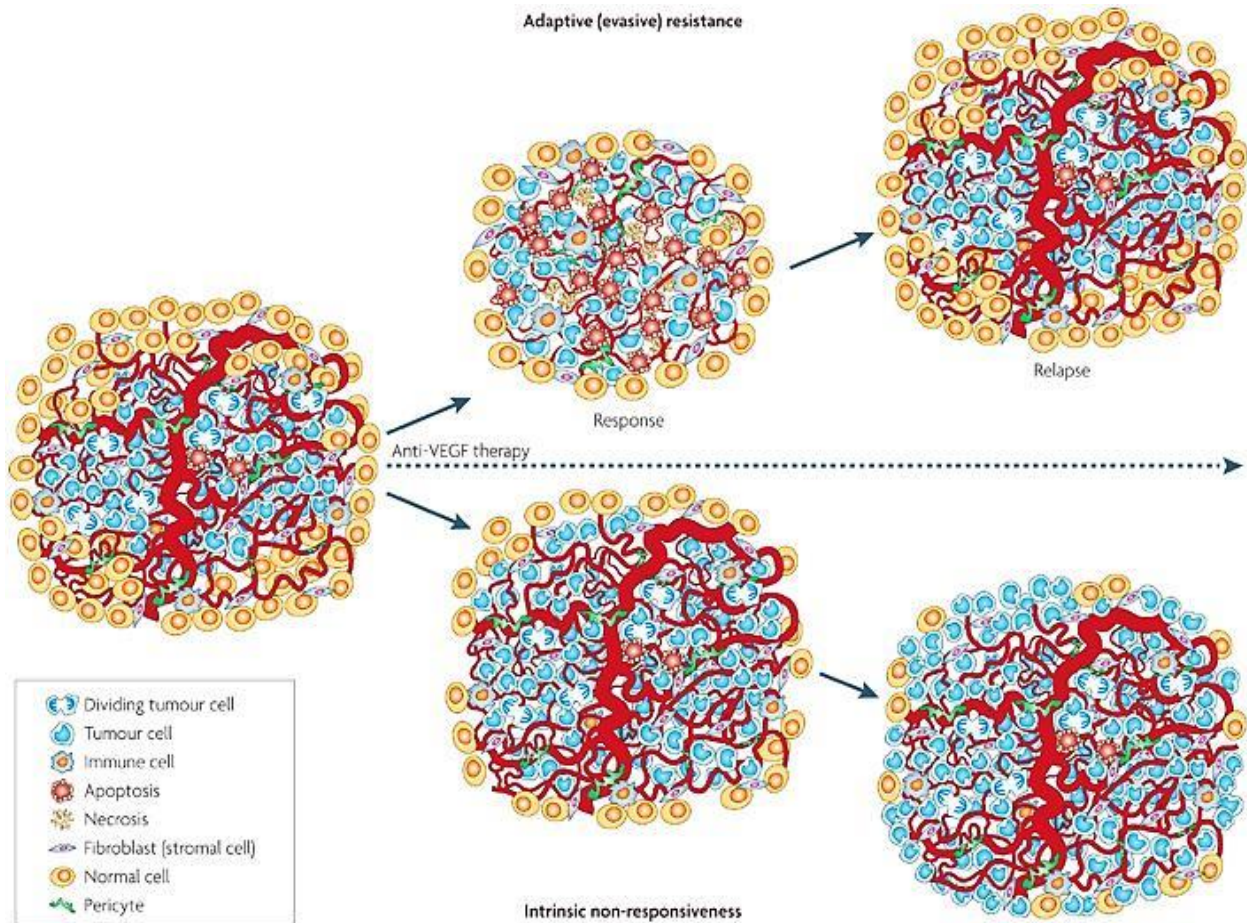 Adaptive (evasive) resistance
Relapse
Response
Anti-VEGF therapy
Dividing tumour cell
Tumour cell
Immune cell
Apoptosis
Necrosis
Fibroblast (stromal cell)
Normal cell
Pericyte
Intrinsic non-responsiveness